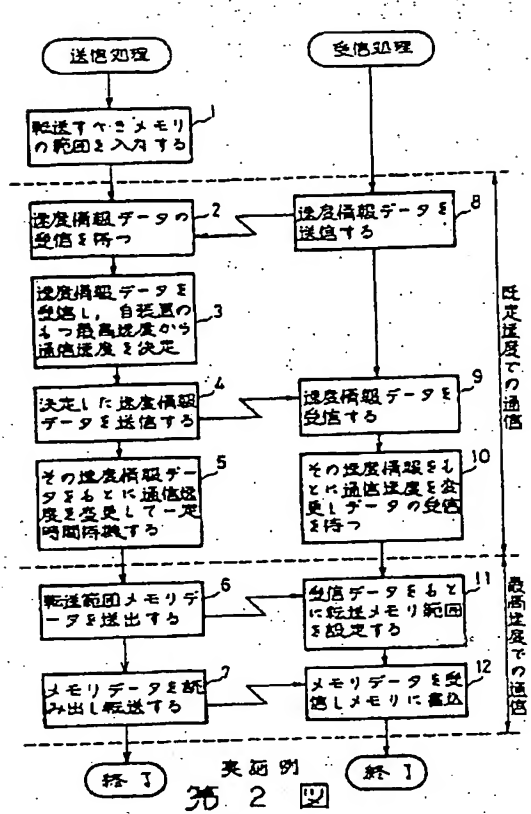 送信処理
受信処理
1
転送すべきメモリ
の範囲を入力する
2
速度情報データの
受信を待つ
8
速度情報データを
送信する
3
速度情報データを
受信し,自装置の
もつ最高速度から
通信速度を決定
4
決定した速度情報
データを送信する
9
速度情報データを
受信する
5
その速度情報デー
タをもとに通信速
度を変更して一定
時間待機する
10
その速度情報をも
とに通信速度を変
更しデータの受信
を待つ
既定速度での通信
6
転送範囲メモリデ
ータを送出する
11
受信データをもと
に転送メモリ範囲
を設定する
7
メモリデータを読
み出し転送する
12
メモリデータを受
信しメモリに書込
最高速度での通信
終了
終了
実施例
第2図